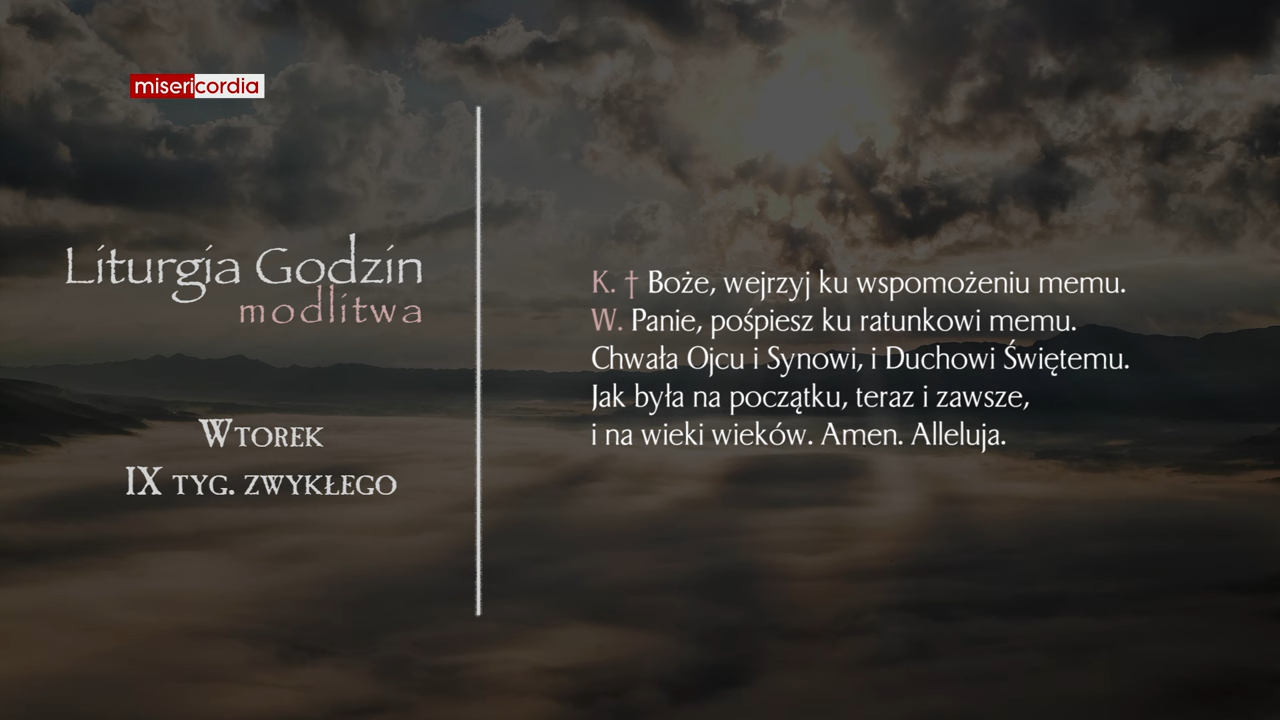 misericordia
Liturgia Godzin
modlitwa
Wtorek
IX tyg. zwykłego
K. † Boże, wejrzyj ku wspomożeniu memu.
W. Panie, pośpiesz ku ratunkowi memu.
Chwała Ojcu i Synowi, i Duchowi Świętemu.
Jak była na początku, teraz i zawsze,
i na wieki wieków. Amen. Alleluja.